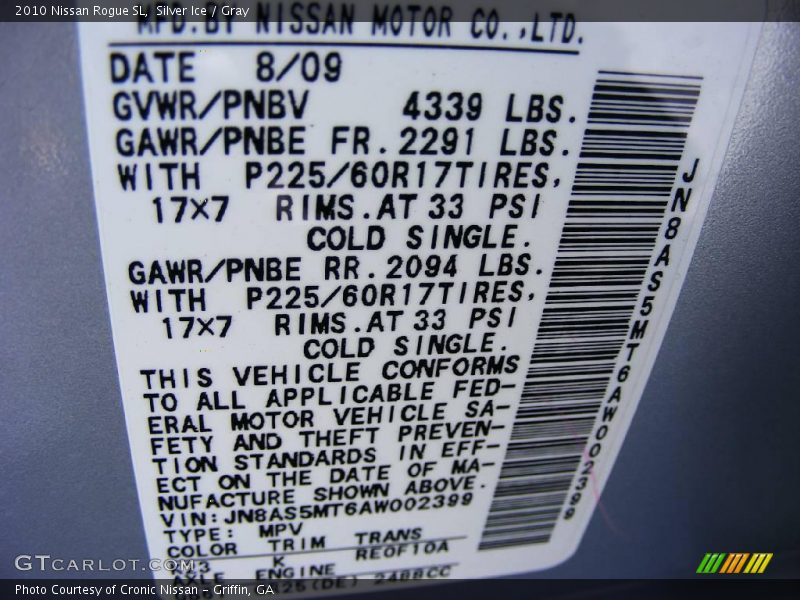 2010 Nissan Rogue SL, Silver Ice / Gray
MFD.BY NISSAN MOTOR CO.,LTD.
DATE 8/09
GVWR/PNBV 4339 LBS.
GAWR/PNBE FR. 2291 LBS.
WITH P225/60R17TIRES,
17×7 RIMS.AT 33 PSI
COLD SINGLE.
GAWR/PNBE RR. 2094 LBS.
WITH P225/60R17TIRES,
17×7 RIMS.AT 33 PSI
COLD SINGLE.
THIS VEHICLE CONFORMS
TO ALL APPLICABLE FED-
ERAL MOTOR VEHICLE SA-
FETY AND THEFT PREVEN-
TION STANDARDS IN EFF-
ECT ON THE DATE OF MA-
NUFACTURE SHOWN ABOVE.
VIN:JN8AS5MT6AW002399
TYPE: MPV
COLOR TRIM TRANS
K RE0F10A
AXLE ENGINE
2488CC
JN8AS5MT6AW002399
GTcarlot.com
Photo Courtesy of Cronic Nissan - Griffin, GA